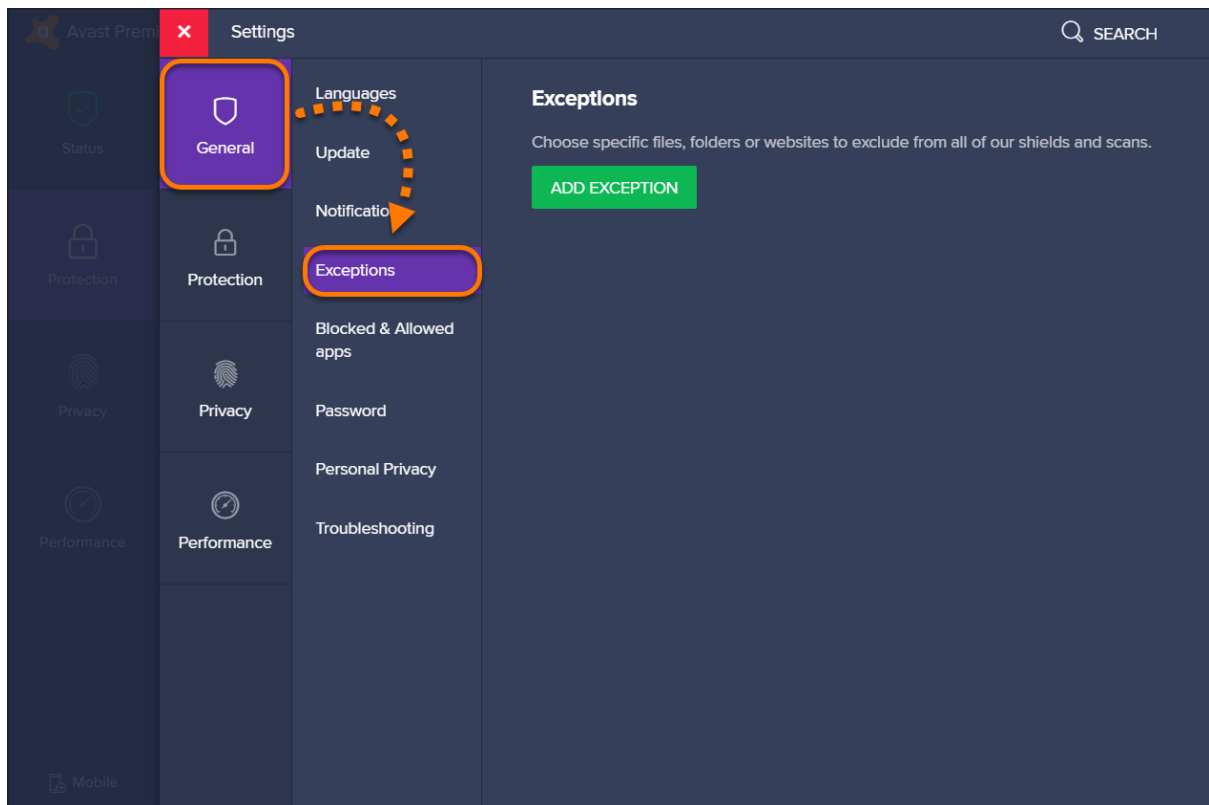 Avast Premi
Settings
SEARCH
Status
Protection
Privacy
Performance
Mobile
General
Protection
Privacy
Performance
Languages
Update
Notificatio
Exceptions
Blocked & Allowed
apps
Password
Personal Privacy
Troubleshooting
Exceptions
Choose specific files, folders or websites to exclude from all of our shields and scans.
ADD EXCEPTION